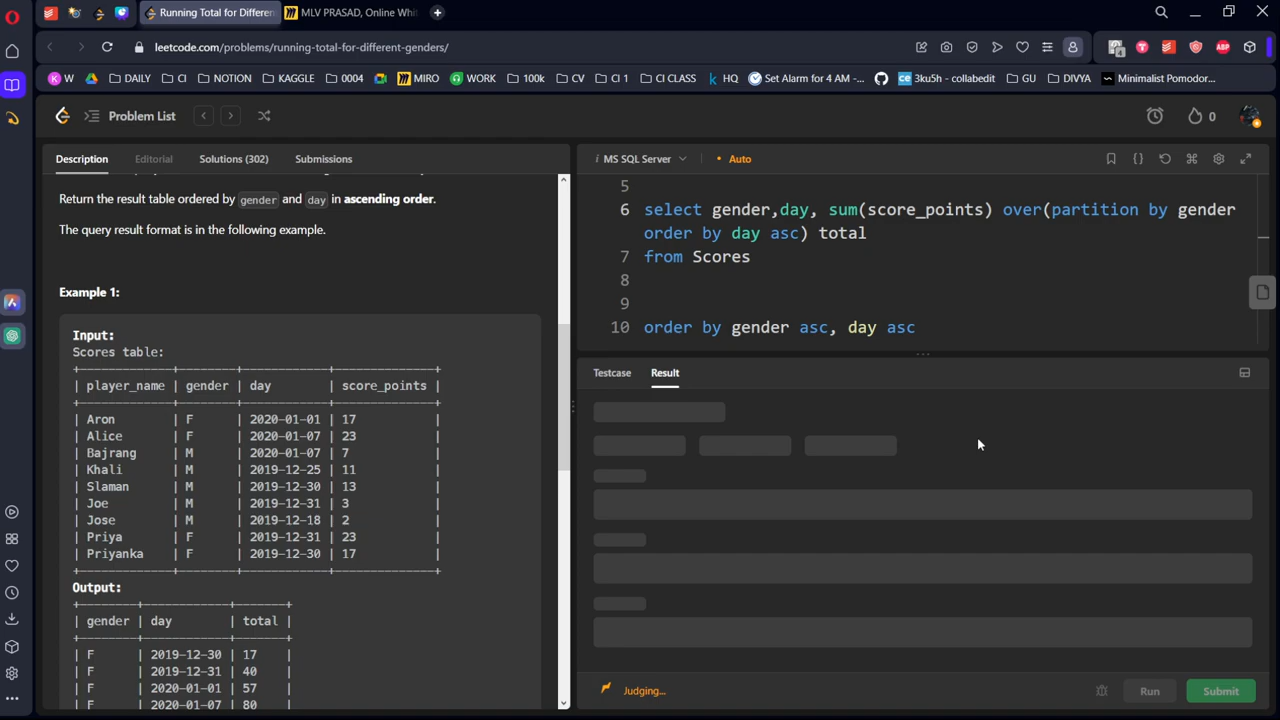 Running Total for Differen
MLV PRASAD, Online Whit
leetcode.com/problems/running-total-for-different-genders/
W
DAILY
CI
NOTION
KAGGLE
0004
MIRO
WORK
100k
CV
CI 1
CI CLASS
HQ
Set Alarm for 4 AM -...
3ku5h - collabedit
GU
DIVYA
Minimalist Pomodor...
Problem List
0
Description
Editorial
Solutions (302)
Submissions
Return the result table ordered by gender and day in ascending order.
The query result format is in the following example.
Example 1:
Input:
Scores table:
+-------------+--------+------------+--------------+
| player_name | gender | day        | score_points |
+-------------+--------+------------+--------------+
| Aron        | F      | 2020-01-01 | 17           |
| Alice       | F      | 2020-01-07 | 23           |
| Bajrang     | M      | 2020-01-07 | 7            |
| Khali       | M      | 2019-12-25 | 11           |
| Slaman      | M      | 2019-12-30 | 13           |
| Joe         | M      | 2019-12-31 | 3            |
| Jose        | M      | 2019-12-18 | 2            |
| Priya       | F      | 2019-12-31 | 23           |
| Priyanka    | F      | 2019-12-30 | 17           |
+-------------+--------+------------+--------------+
Output:
+--------+------------+-------+
| gender | day        | total |
+--------+------------+-------+
| F      | 2019-12-30 | 17    |
| F      | 2019-12-31 | 40    |
| F      | 2020-01-01 | 57    |
| F      | 2020-01-07 | 80    |
i MS SQL Server
• Auto
5
6 select gender,day, sum(score_points) over(partition by gender
order by day asc) total
7 from Scores
8
9
10 order by gender asc, day asc
Testcase
Result
Judging...
Run
Submit